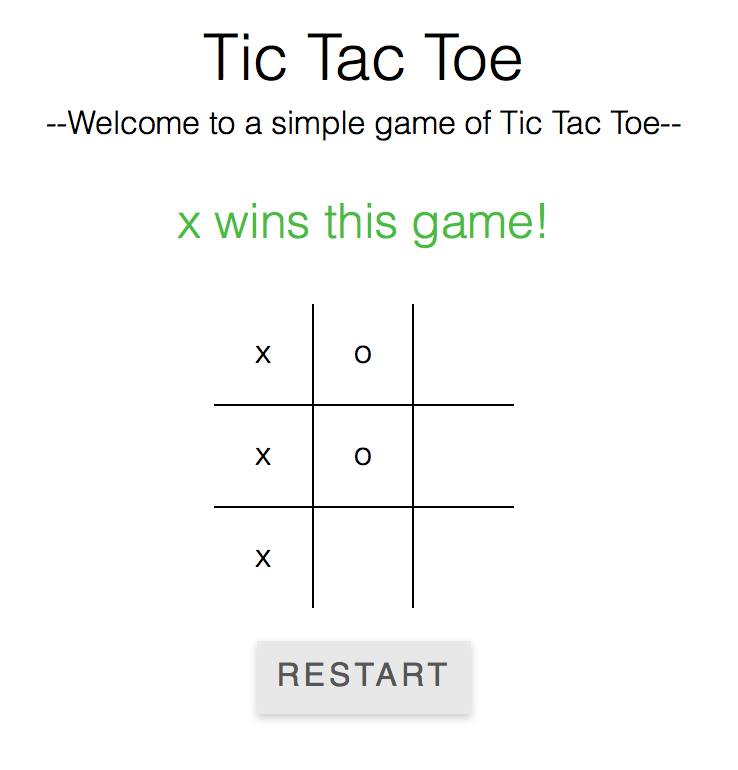 Tic Tac Toe
--Welcome to a simple game of Tic Tac Toe--
x wins this game!
x o
x o
x
RESTART